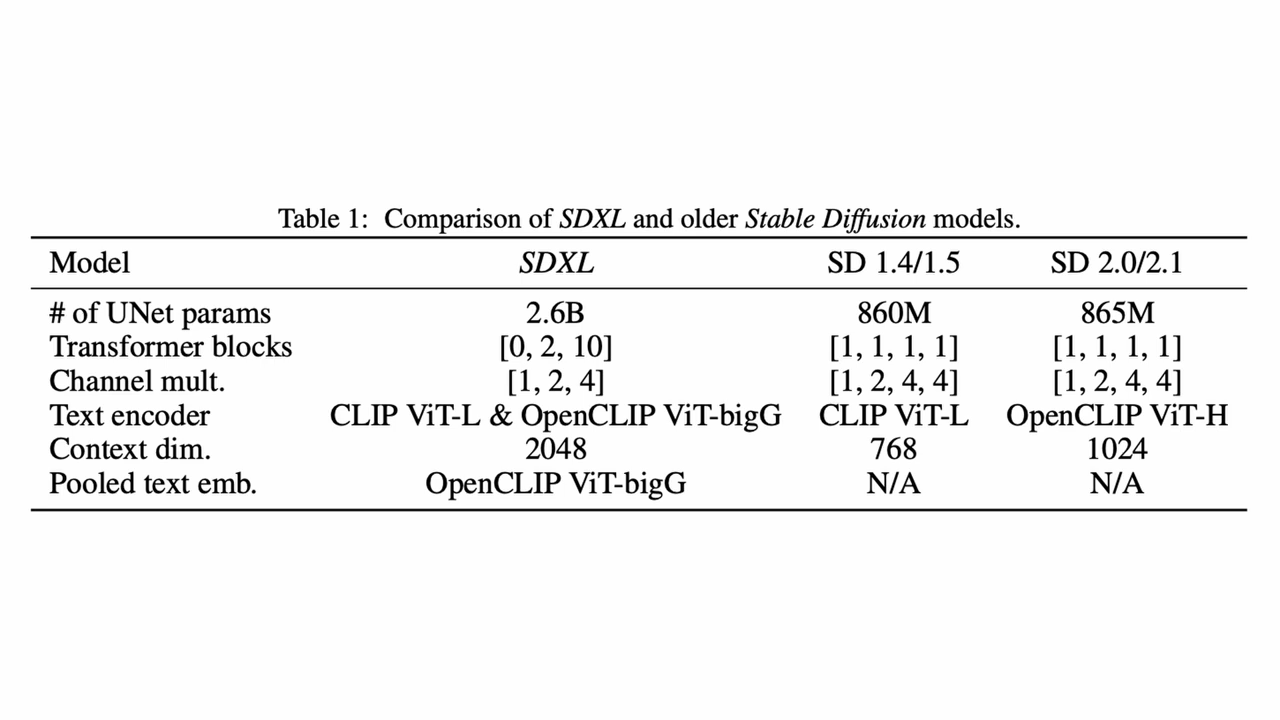 Table 1: Comparison of SDXL and older Stable Diffusion models.
Model SDXL SD 1.4/1.5 SD 2.0/2.1
# of UNet params 2.6B 860M 865M
Transformer blocks [0, 2, 10] [1, 1, 1, 1] [1, 1, 1, 1]
Channel mult. [1, 2, 4] [1, 2, 4, 4] [1, 2, 4, 4]
Text encoder CLIP ViT-L & OpenCLIP ViT-bigG CLIP ViT-L OpenCLIP ViT-H
Context dim. 2048 768 1024
Pooled text emb. OpenCLIP ViT-bigG N/A N/A